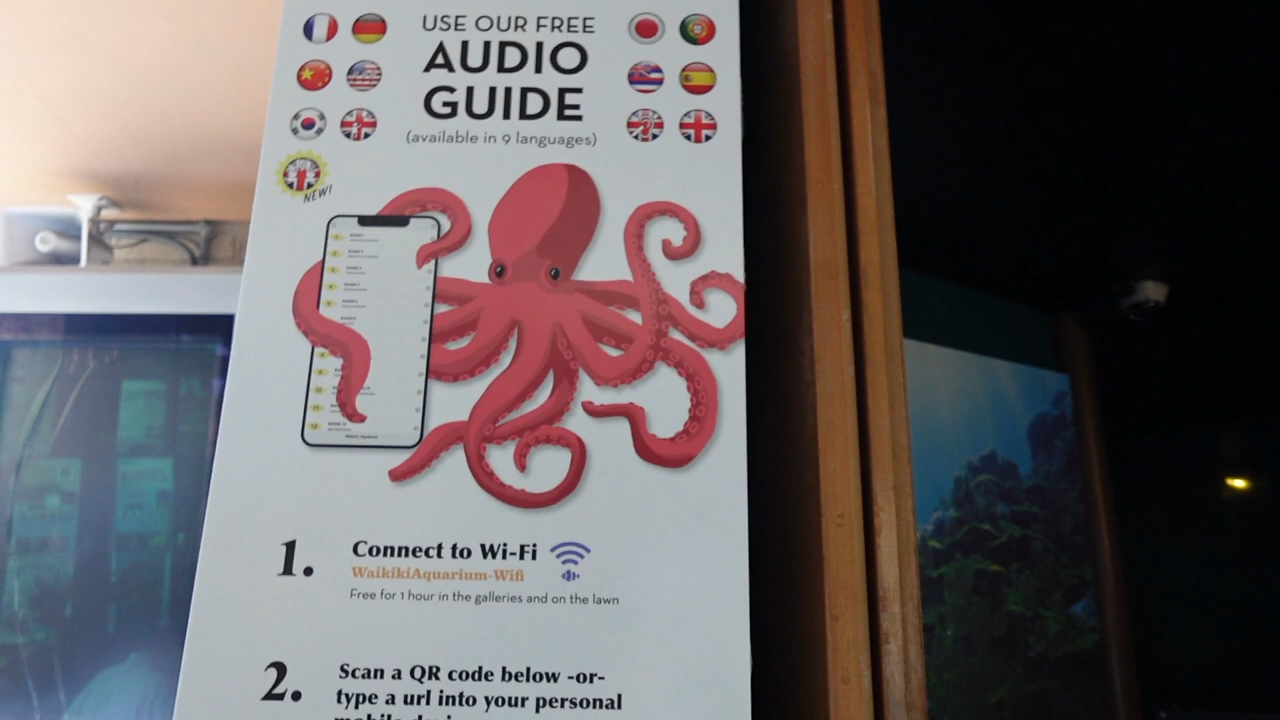 USE OUR FREE
AUDIO
GUIDE
(available in 9 languages)
NEW!
1.
Connect to Wi-Fi
WaikikiAquarium-Wifi
Free for 1 hour in the galleries and on the lawn
2.
Scan a QR code below -or-
type a url into your personal